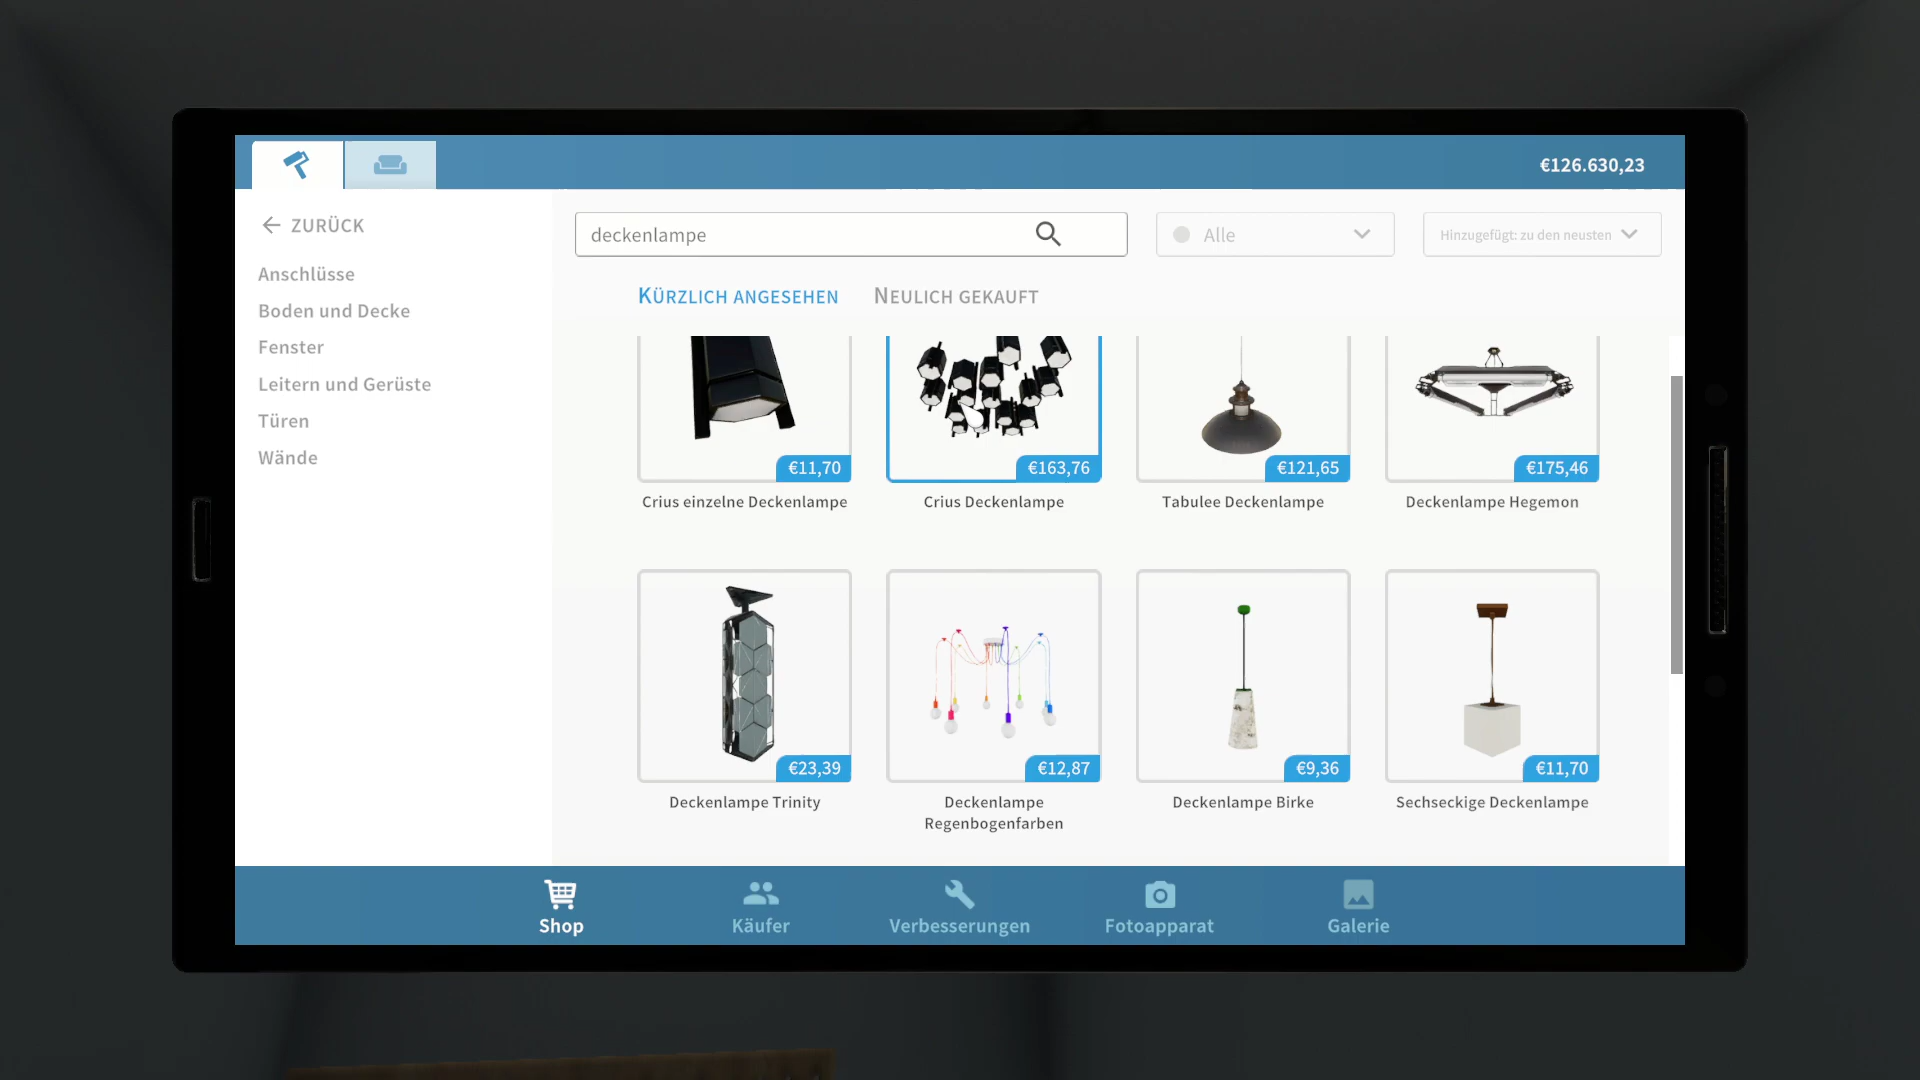 €126.630,23
ZURÜCK
Anschlüsse
Boden und Decke
Fenster
Leitern und Gerüste
Türen
Wände
deckenlampe
Alle
Hinzugefügt: zu den neusten
KÜRZLICH ANGESEHEN
NEULICH GEKAUFT
€11,70
€163,76
€121,65
€175,46
Crius einzelne Deckenlampe
Crius Deckenlampe
Tabulee Deckenlampe
Deckenlampe Hegemon
€23,39
€12,87
€9,36
€11,70
Deckenlampe Trinity
Deckenlampe
Regenbogenfarben
Deckenlampe Birke
Sechseckige Deckenlampe
Shop
Käufer
Verbesserungen
Fotoapparat
Galerie